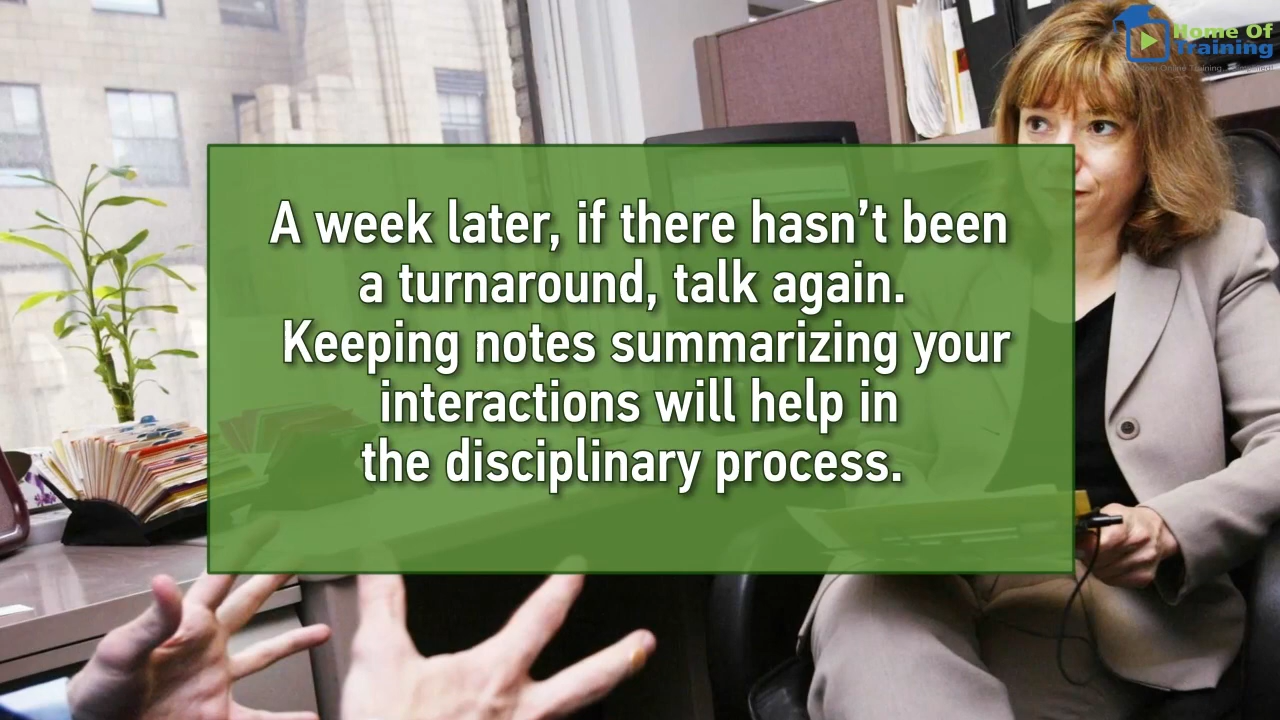 Home Of
Training
A week later, if there hasn’t been
a turnaround, talk again.
Keeping notes summarizing your
interactions will help in
the disciplinary process.